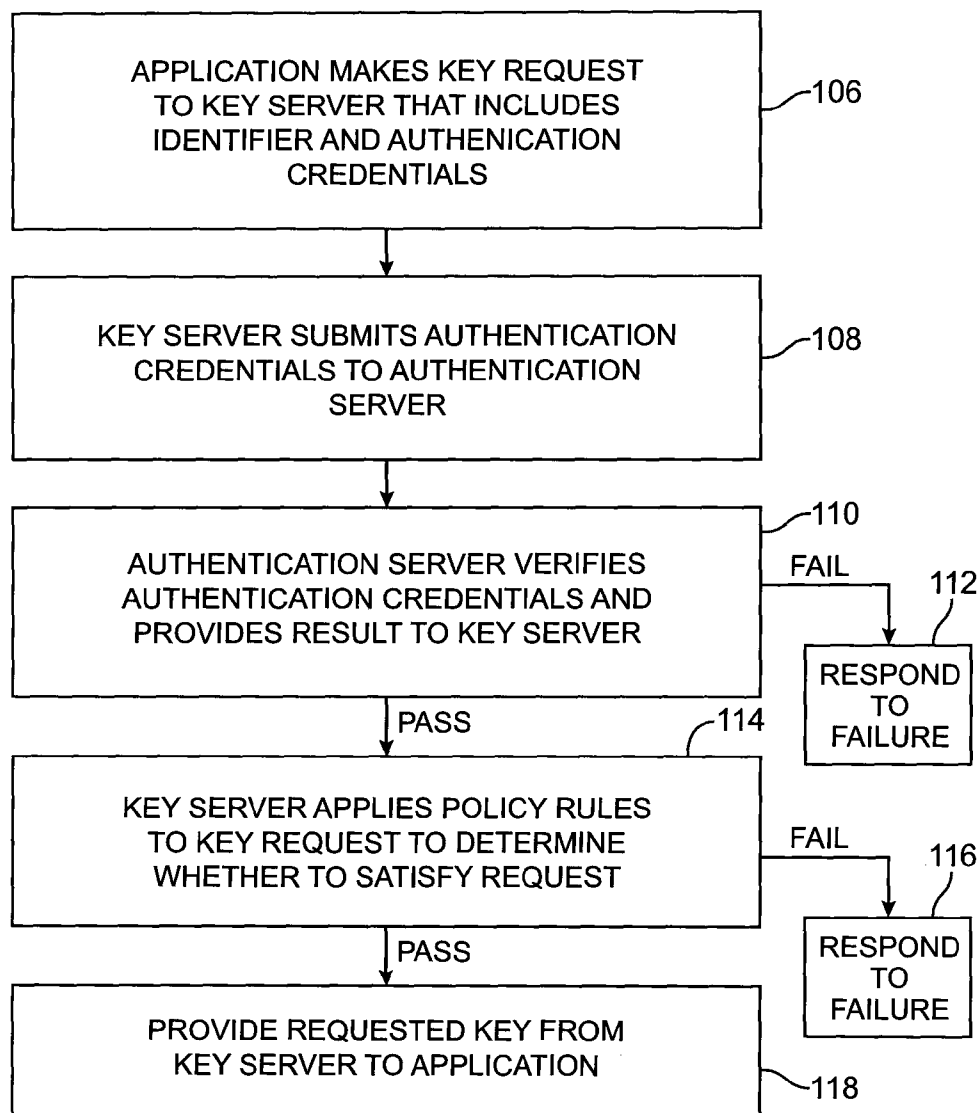 APPLICATION MAKES KEY REQUEST
TO KEY SERVER THAT INCLUDES
IDENTIFIER AND AUTHENICATION
CREDENTIALS
106
KEY SERVER SUBMITS AUTHENTICATION
CREDENTIALS TO AUTHENTICATION
SERVER
108
110
AUTHENTICATION SERVER VERIFIES
AUTHENTICATION CREDENTIALS AND
PROVIDES RESULT TO KEY SERVER
FAIL
112
RESPOND
TO
FAILURE
PASS
114
KEY SERVER APPLIES POLICY RULES
TO KEY REQUEST TO DETERMINE
WHETHER TO SATISFY REQUEST
FAIL
116
RESPOND
TO
FAILURE
PASS
PROVIDE REQUESTED KEY FROM
KEY SERVER TO APPLICATION
118